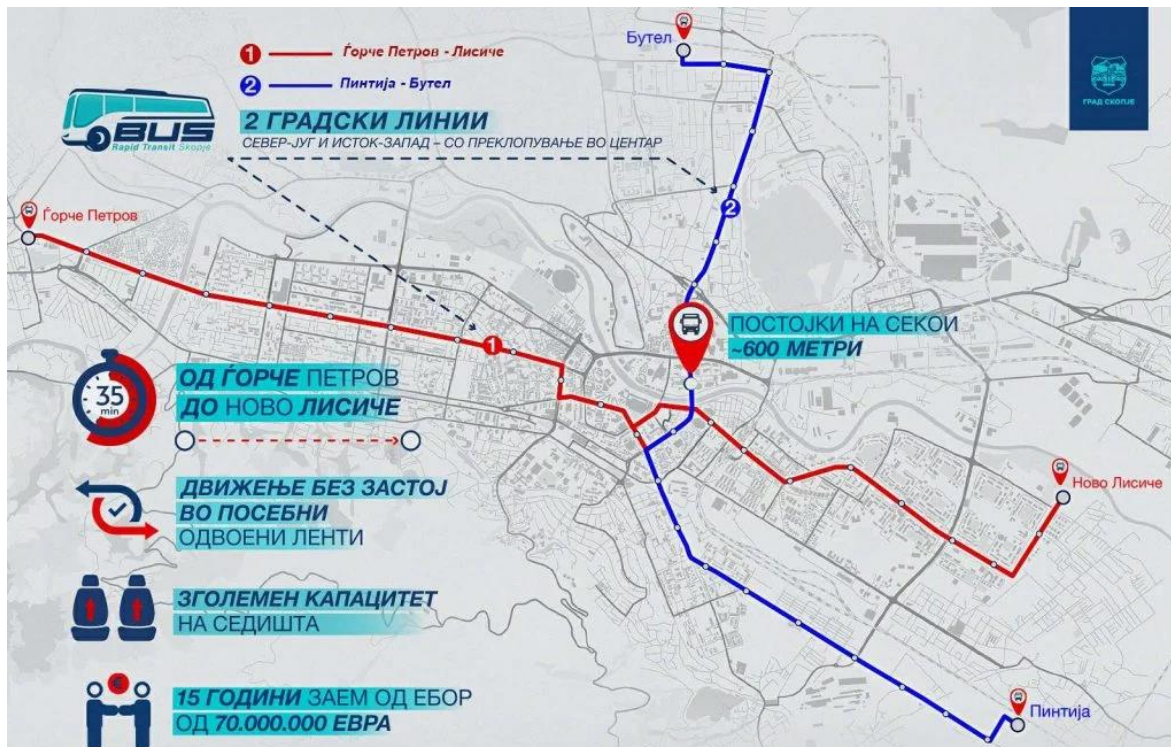 1 Ѓорче Петров - Лисиче
2 Пинтија - Бутел
BUS
Rapid Transit Skopje
2 ГРАДСКИ ЛИНИИ
СЕВЕР-ЈУГ И ИСТОК-ЗАПАД – СО ПРЕКЛОПУВАЊЕ ВО ЦЕНТАР
Бутел
ГРАД СКОПЈЕ
2
Ѓорче Петров
1
ПОСТОЈКИ НА СЕКОИ
~600 МЕТРИ
35
min
ОД ЃОРЧЕ ПЕТРОВ
ДО НОВО ЛИСИЧЕ
Ново Лисиче
ДВИЖЕЊЕ БЕЗ ЗАСТОЈ
ВО ПОСЕБНИ
ОДВОЕНИ ЛЕНТИ
ЗГОЛЕМЕН КАПАЦИТЕТ
НА СЕДИШТА
€
15 ГОДИНИ ЗАЕМ ОД ЕБОР
ОД 70.000.000 ЕВРА
Пинтија